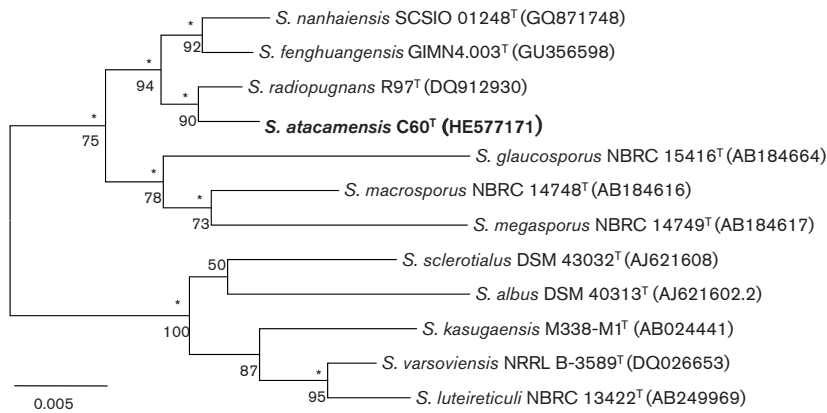 * S. nanhaiensis SCSIO 01248ᵀ (GQ871748)
92
* S. fenghuangensis GIMN4.003ᵀ (GU356598)
94
* S. radiopugnans R97ᵀ (DQ912930)
* 90
75
S. atacamensis C60ᵀ (HE577171)
S. glaucosporus NBRC 15416ᵀ (AB184664)
*
78
* S. macrosporus NBRC 14748ᵀ (AB184616)
73
S. megasporus NBRC 14749ᵀ (AB184617)
50 S. sclerotialus DSM 43032ᵀ (AJ621608)
* S. albus DSM 40313ᵀ (AJ621602.2)
100
S. kasugaensis M338-M1ᵀ (AB024441)
87
* S. varsoviensis NRRL B-3589ᵀ (DQ026653)
95
S. luteireticuli NBRC 13422ᵀ (AB249969)
0.005